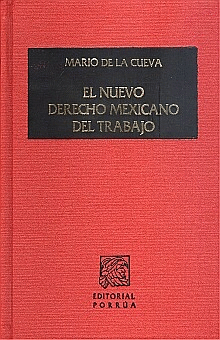 MARIO DE LA CUEVA
EL NUEVO
DERECHO MEXICANO
DEL TRABAJO
EDITORIAL
PORRÚA